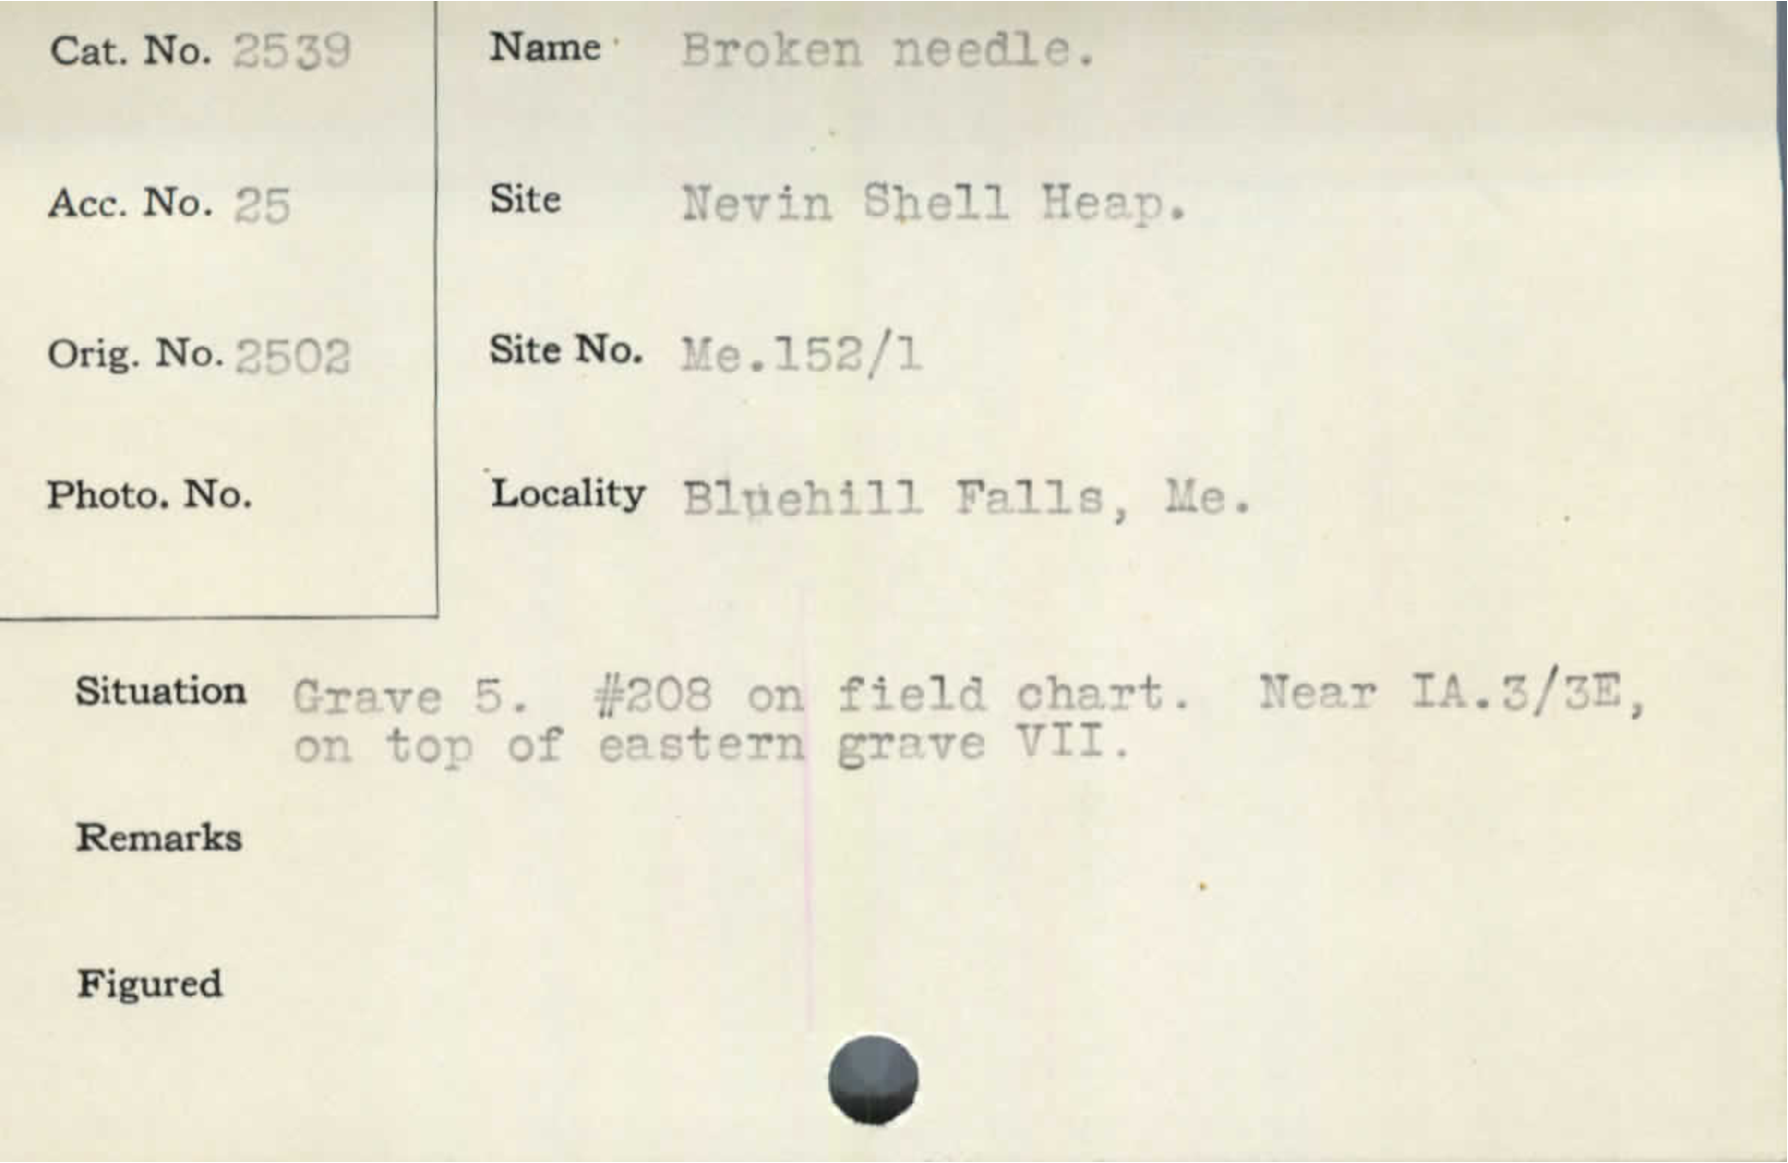 Cat. No. 2539
Acc. No. 25
Orig. No. 2502
Photo. No.
Name Broken needle.
Site Nevin Shell Heap.
Site No. Me.152/1
Locality Bluehill Falls, Me.
Situation Grave 5. #208 on field chart. Near IA.3/3E,
on top of eastern grave VII.
Remarks
Figured